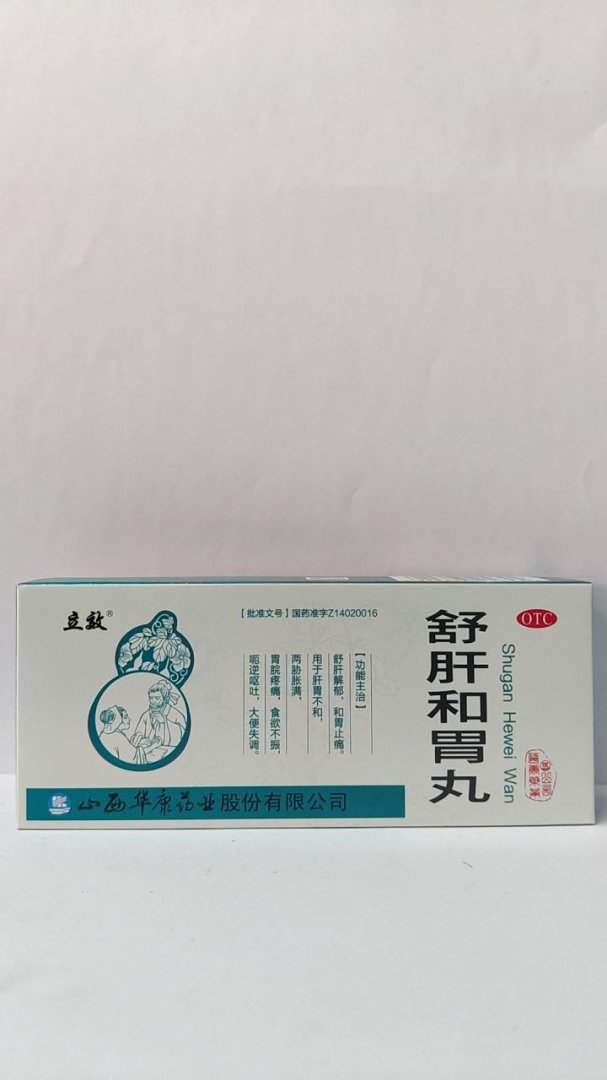 立效®
【批准文号】国药准字Z14020016
【功能主治】
舒肝解郁,和胃止痛。
用于肝胃不和,
两胁胀满,
胃脘疼痛,食欲不振,
呃逆呕吐,大便失调。
舒肝和胃丸
Shugan Hewei Wan
OTC
山西华康药业股份有限公司